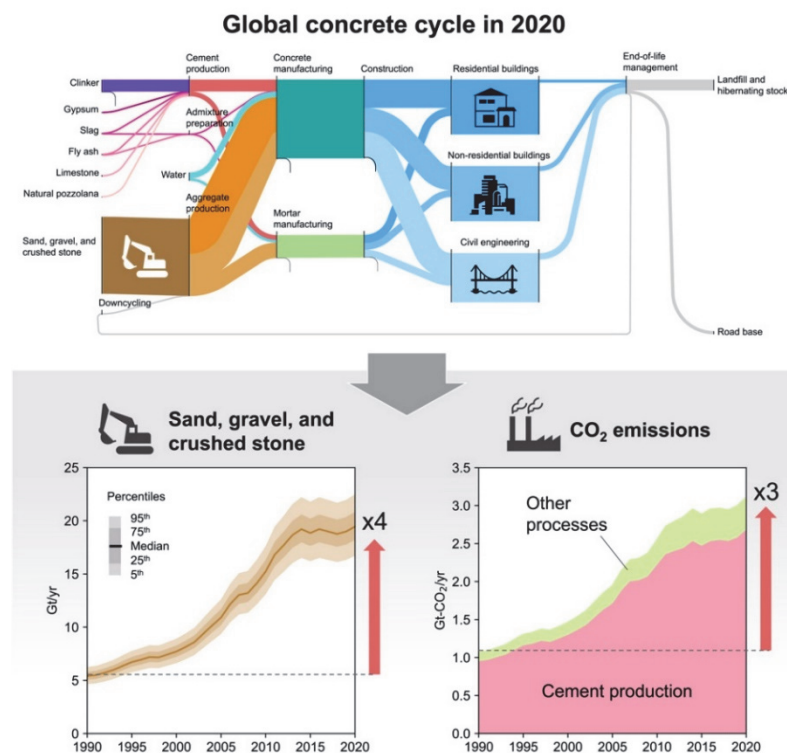 Global concrete cycle in 2020
Cement production
Concrete manufacturing
Construction
Residential buildings
End-of-life management
Landfill and hibernating stock
Clinker
Gypsum
Slag
Fly ash
Limestone
Natural pozzolana
Admixture preparation
Water
Aggregate production
Mortar manufacturing
Non-residential buildings
Civil engineering
Sand, gravel, and crushed stone
Downcycling
Road base
Sand, gravel, and
crushed stone
25
20
15
10
5
0
Gt/yr
Percentiles
95th
75th
Median
25th
5th
x4
1990 1995 2000 2005 2010 2015 2020
CO₂ emissions
3.5
3.0
2.5
2.0
1.5
1.0
0.5
0.0
Gt-CO₂/yr
Other
processes
Cement production
x3
1990 1995 2000 2005 2010 2015 2020